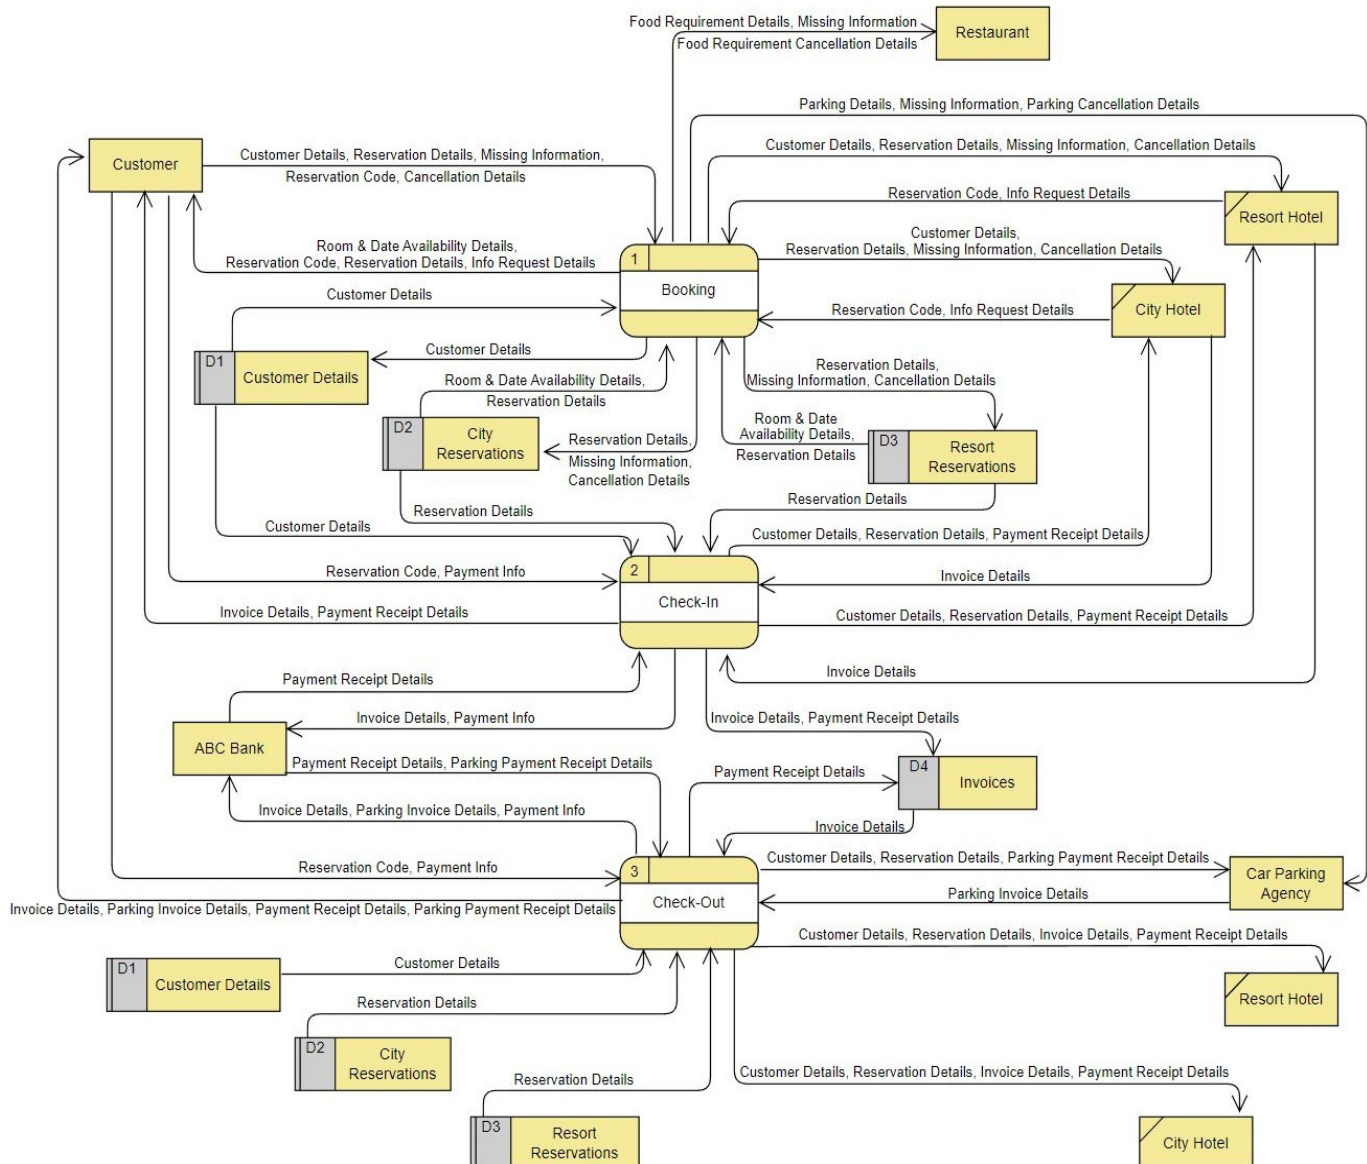 Food Requirement Details, Missing Information
Food Requirement Cancellation Details
Restaurant
Parking Details, Missing Information, Parking Cancellation Details
Customer
Customer Details, Reservation Details, Missing Information,
Reservation Code, Cancellation Details
Customer Details, Reservation Details, Missing Information, Cancellation Details
Reservation Code, Info Request Details
Resort Hotel
Customer Details,
Reservation Details, Missing Information, Cancellation Details
Room & Date Availability Details,
Reservation Code, Reservation Details, Info Request Details
1
Booking
Customer Details
Reservation Code, Info Request Details
City Hotel
D1
Customer Details
Customer Details
Room & Date Availability Details,
Reservation Details
Reservation Details,
Missing Information, Cancellation Details
D2
City
Reservations
Reservation Details,
Missing Information,
Cancellation Details
Room & Date
Availability Details,
Reservation Details
D3
Resort
Reservations
Reservation Details
Reservation Details
Customer Details
Customer Details, Reservation Details, Payment Receipt Details
Reservation Code, Payment Info
2
Check-In
Invoice Details
Invoice Details, Payment Receipt Details
Customer Details, Reservation Details, Payment Receipt Details
Payment Receipt Details
Invoice Details
Invoice Details, Payment Info
Invoice Details, Payment Receipt Details
ABC Bank
Payment Receipt Details, Parking Payment Receipt Details
Payment Receipt Details
D4
Invoices
Invoice Details, Parking Invoice Details, Payment Info
Invoice Details
Reservation Code, Payment Info
3
Check-Out
Customer Details, Reservation Details, Parking Payment Receipt Details
Car Parking
Agency
Parking Invoice Details
Invoice Details, Parking Invoice Details, Payment Receipt Details, Parking Payment Receipt Details
Customer Details, Reservation Details, Invoice Details, Payment Receipt Details
D1
Customer Details
Customer Details
Resort Hotel
Reservation Details
D2
City
Reservations
Reservation Details
Customer Details, Reservation Details, Invoice Details, Payment Receipt Details
D3
Resort
Reservations
City Hotel